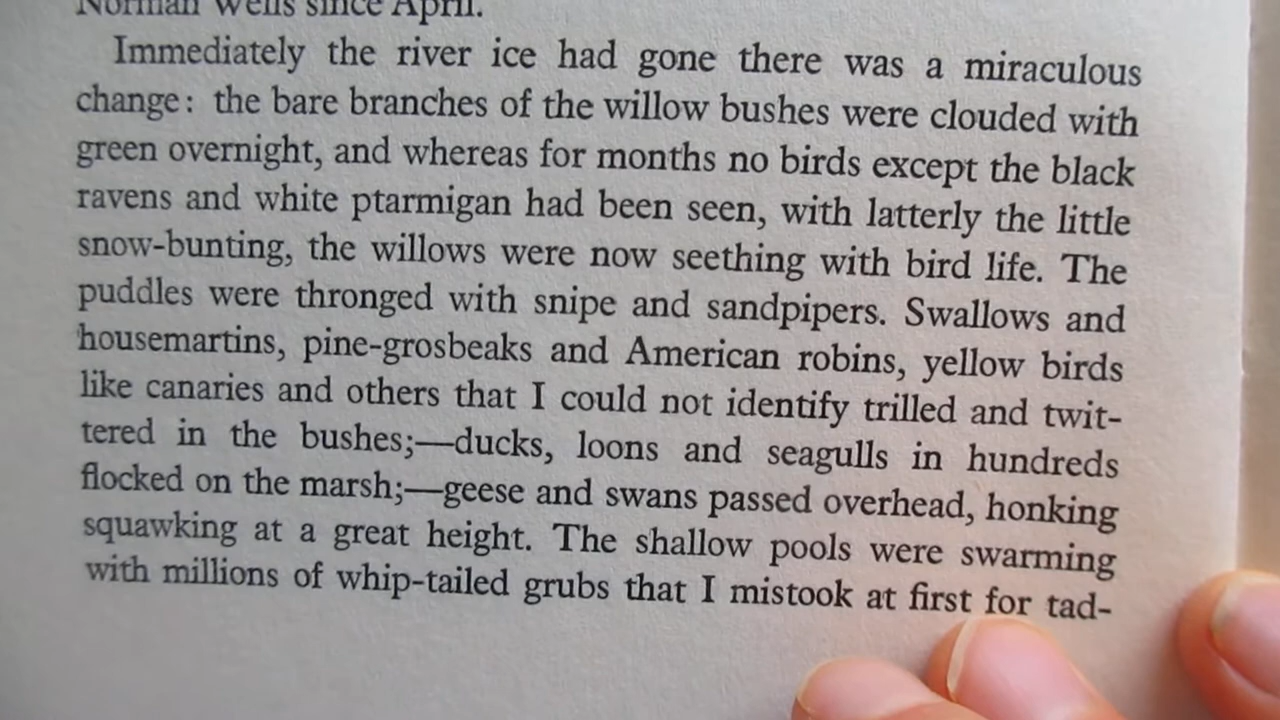 Norman Wells since April.
Immediately the river ice had gone there was a miraculous
change: the bare branches of the willow bushes were clouded with
green overnight, and whereas for months no birds except the black
ravens and white ptarmigan had been seen, with latterly the little
snow-bunting, the willows were now seething with bird life. The
puddles were thronged with snipe and sandpipers. Swallows and
housemartins, pine-grosbeaks and American robins, yellow birds
like canaries and others that I could not identify trilled and twit-
tered in the bushes;—ducks, loons and seagulls in hundreds
flocked on the marsh;—geese and swans passed overhead, honking
squawking at a great height. The shallow pools were swarming
with millions of whip-tailed grubs that I mistook at first for tad-